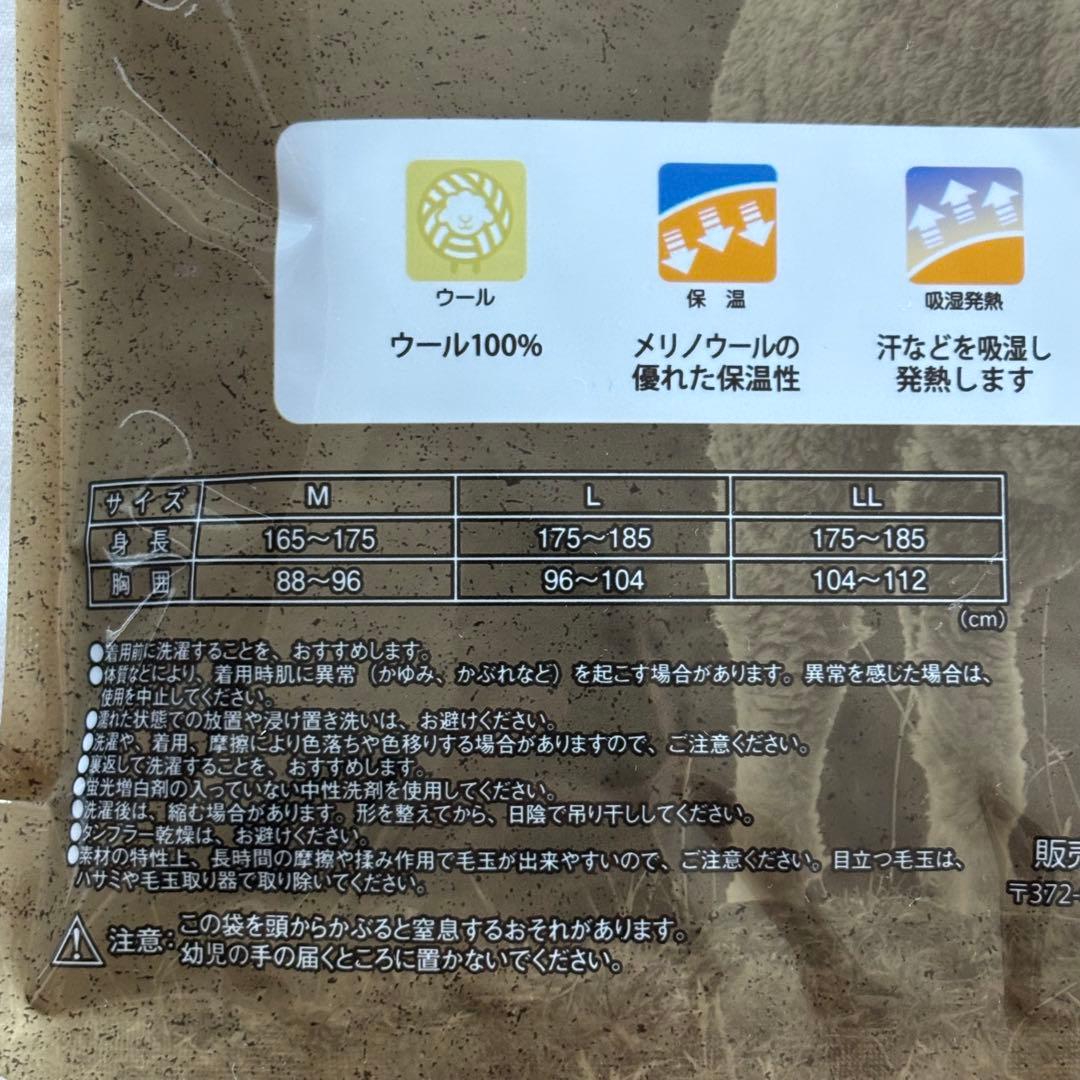 ウール
保 温
吸湿発熱
ウール100%
メリノウールの
優れた保温性
汗などを吸湿し
発熱します
サイズ M L LL
身 長 165〜175 175〜185 175〜185
胸 囲 88〜96 96〜104 104〜112
(cm)
●着用前に洗濯することを、おすすめします。
●体質などにより、着用時肌に異常（かゆみ、かぶれなど）を起こす場合があります。異常を感じた場合は、
使用を中止してください。
●濡れた状態での放置や浸け置き洗いは、お避けください。
●洗濯や、着用、摩擦により色落ちや色移りする場合がありますので、ご注意ください。
●裏返して洗濯することを、おすすめします。
●蛍光増白剤の入っていない中性洗剤を使用してください。
●洗濯後は、縮む場合があります。形を整えてから、日陰で吊り干ししてください。
●タンブラー乾燥は、お避けください。
●素材の特性上、長時間の摩擦や揉み作用で毛玉が出来やすいので、ご注意ください。目立つ毛玉は、
ハサミや毛玉取り器で取り除いてください。
販売
〒372-
注意:この袋を頭からかぶると窒息するおそれがあります。
幼児の手の届くところに置かないでください。